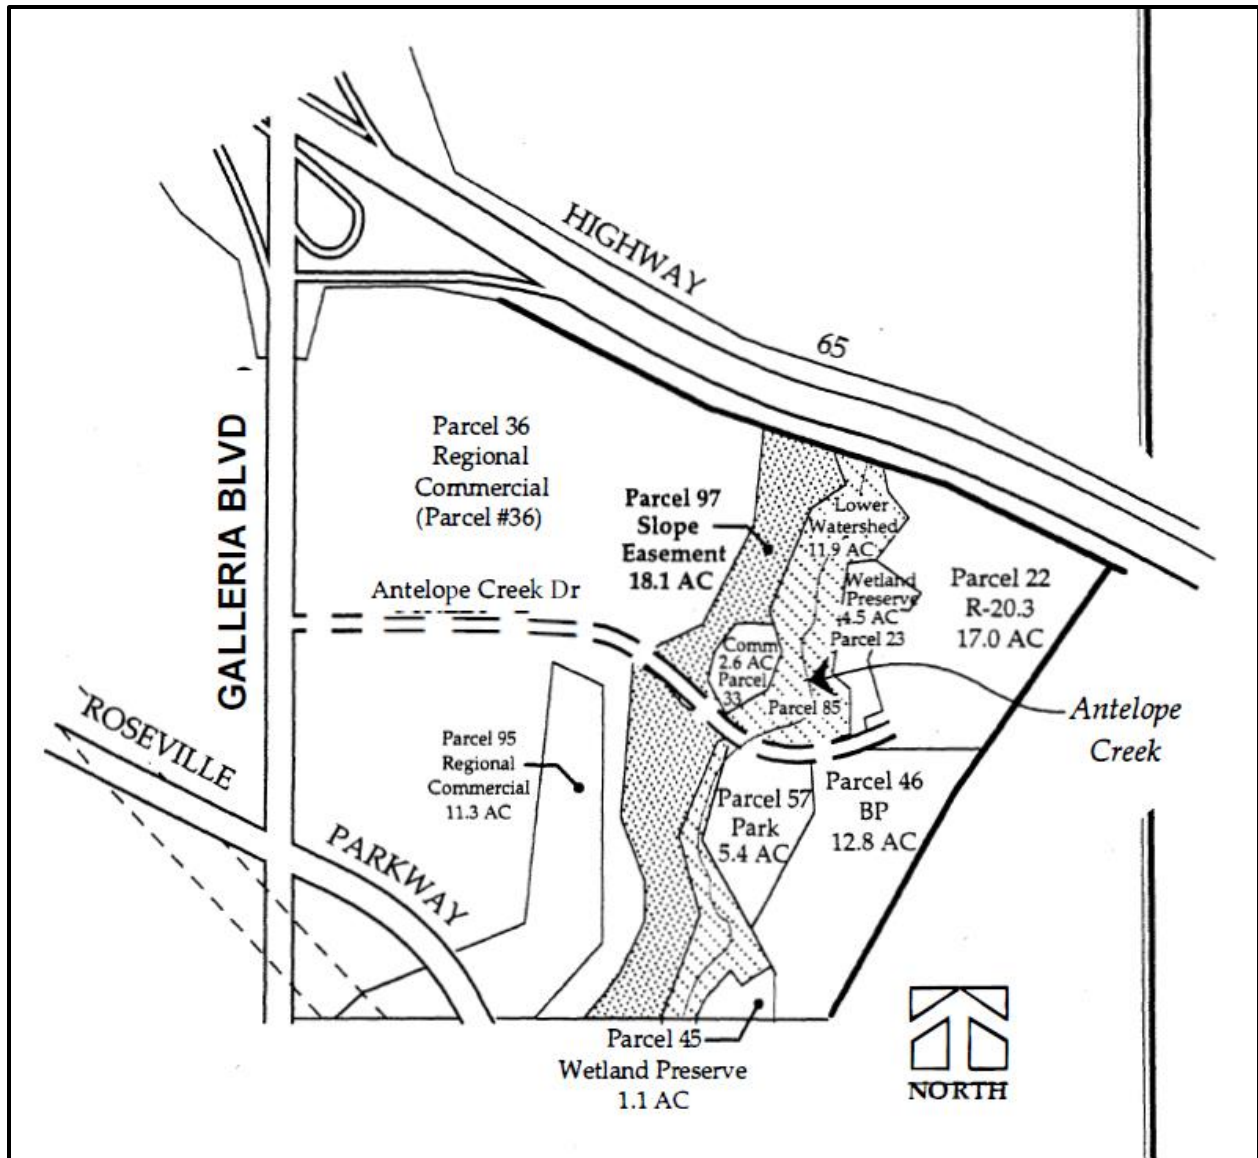 HIGHWAY
65
GALLERIA BLVD
Parcel 36
Regional
Commercial
(Parcel #36)
Parcel 97
Slope
Easement
18.1 AC
Lower
Watershed
11.9 AC
Wetland
Preserve
4.5 AC
Parcel 23
Parcel 22
R-20.3
17.0 AC
Antelope Creek Dr
Comm
2.6 AC
Parcel
33
Parcel 85
Antelope
Creek
ROSEVILLE
PARKWAY
Parcel 95
Regional
Commercial
11.3 AC
Parcel 57
Park
5.4 AC
Parcel 46
BP
12.8 AC
Parcel 45
Wetland Preserve
1.1 AC
NORTH